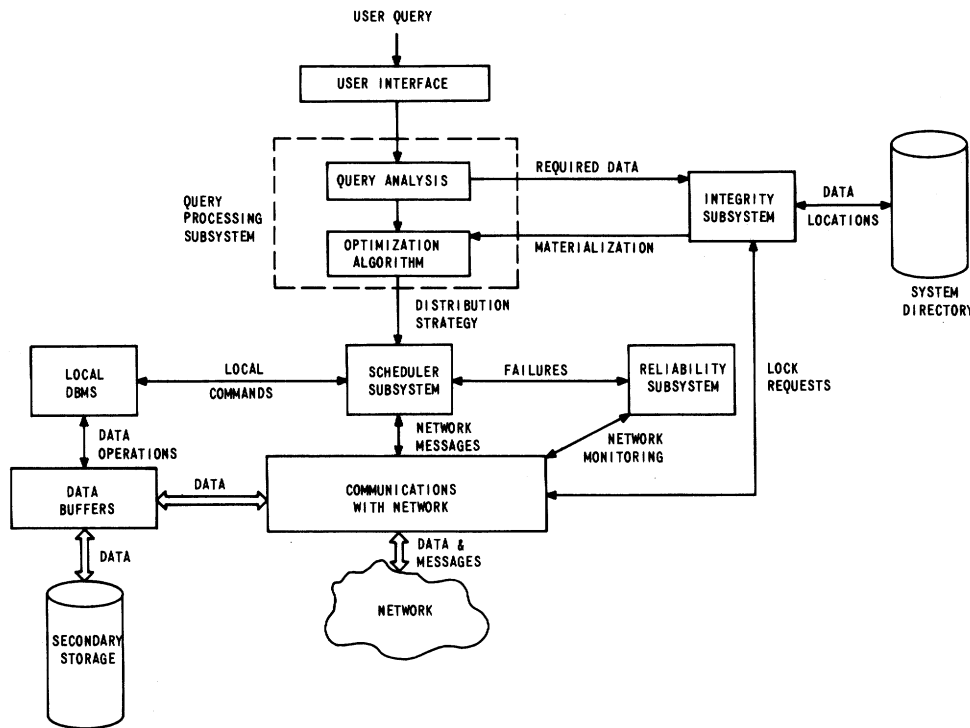 USER QUERY
USER INTERFACE
QUERY ANALYSIS
REQUIRED DATA
INTEGRITY
SUBSYSTEM
DATA
LOCATIONS
QUERY
PROCESSING
SUBSYSTEM
OPTIMIZATION
ALGORITHM
MATERIALIZATION
SYSTEM
DIRECTORY
DISTRIBUTION
STRATEGY
LOCAL
DBMS
LOCAL
COMMANDS
SCHEDULER
SUBSYSTEM
FAILURES
RELIABILITY
SUBSYSTEM
LOCK
REQUESTS
DATA
OPERATIONS
NETWORK
MESSAGES
NETWORK
MONITORING
DATA
BUFFERS
DATA
COMMUNICATIONS
WITH NETWORK
DATA
DATA &
MESSAGES
NETWORK
SECONDARY
STORAGE